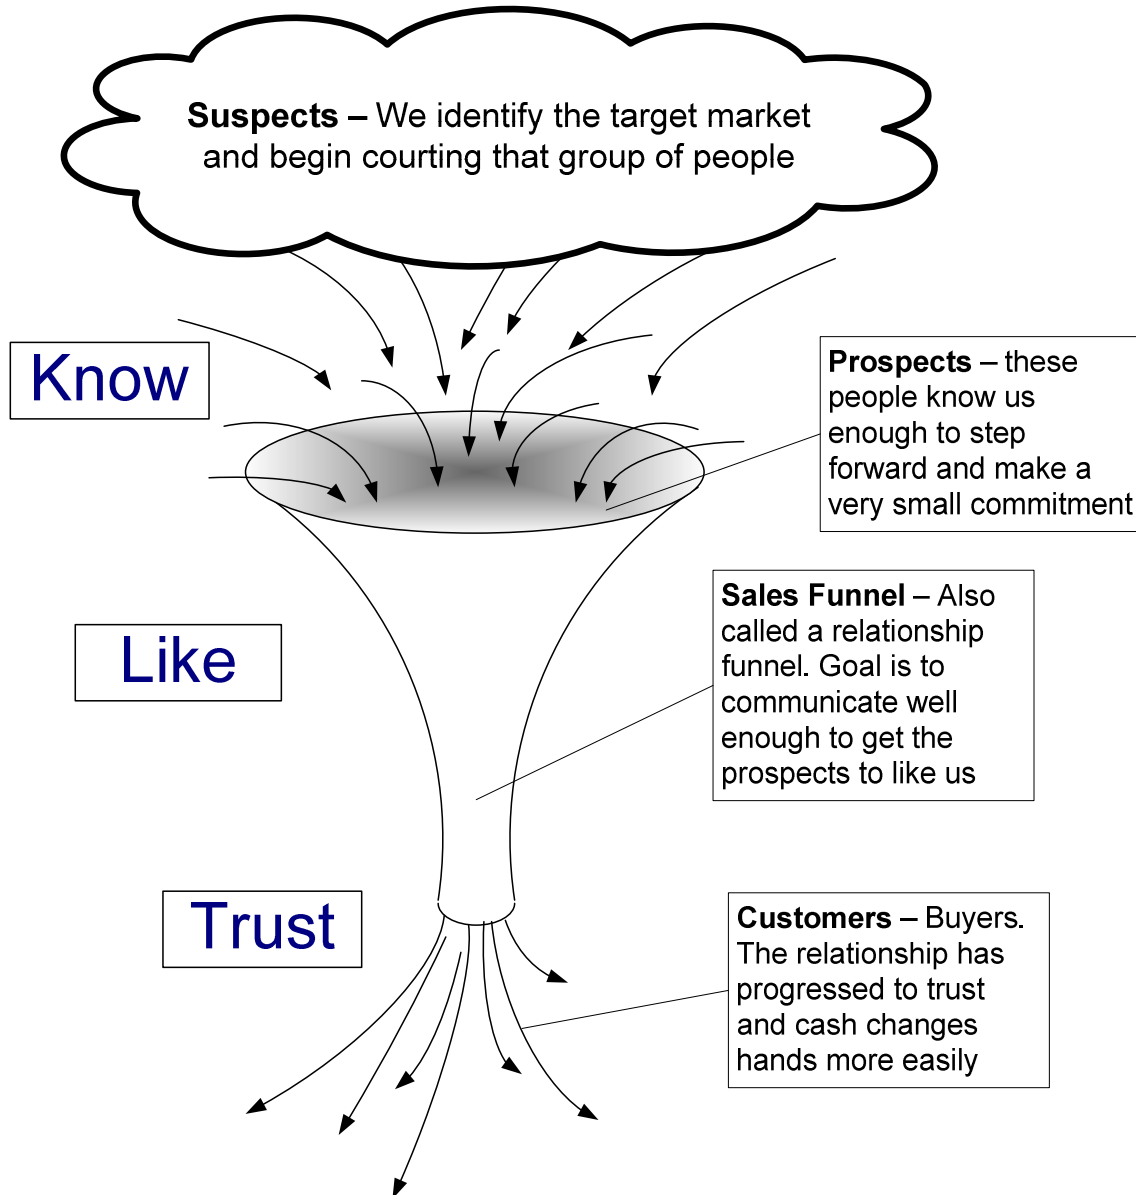 Suspects – We identify the target market
and begin courting that group of people
Know
Prospects – these
people know us
enough to step
forward and make a
very small commitment
Like
Sales Funnel – Also
called a relationship
funnel. Goal is to
communicate well
enough to get the
prospects to like us
Trust
Customers – Buyers.
The relationship has
progressed to trust
and cash changes
hands more easily